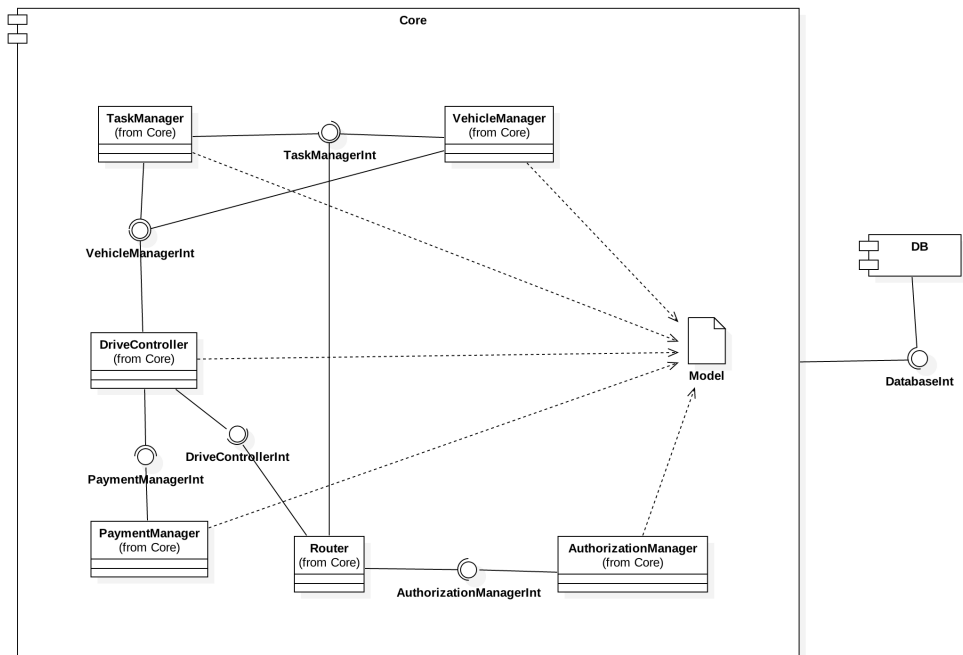 Core
TaskManager
(from Core)
VehicleManager
(from Core)
TaskManagerInt
VehicleManagerInt
DB
DriveController
(from Core)
Model
DatabaseInt
DriveControllerInt
PaymentManagerInt
PaymentManager
(from Core)
Router
(from Core)
AuthorizationManager
(from Core)
AuthorizationManagerInt